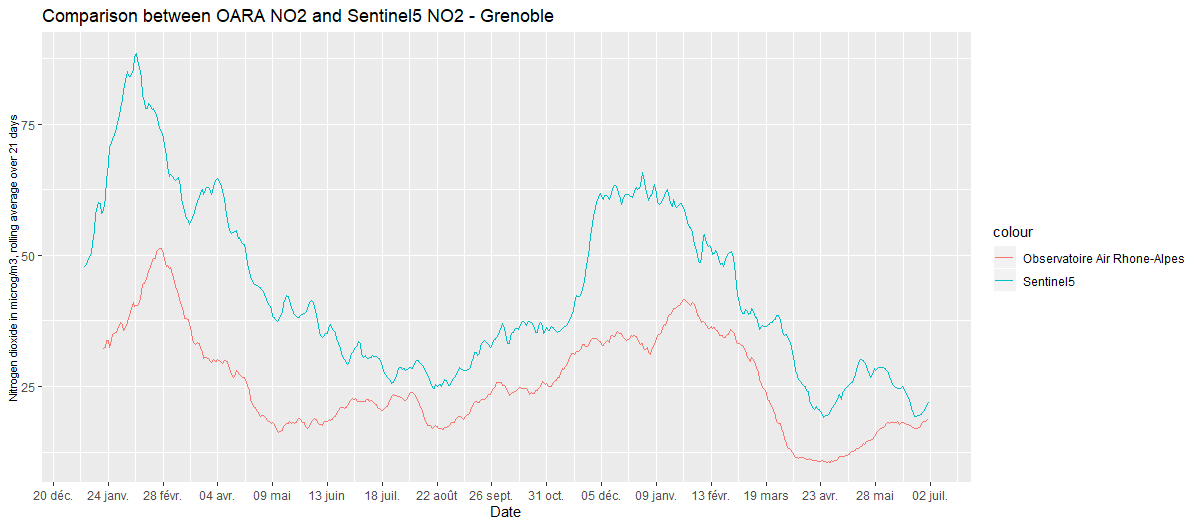 Comparison between OARA NO2 and Sentinel5 NO2 - Grenoble
Nitrogen dioxide in microg/m3, rolling average over 21 days
75
50
25
20 déc.
24 janv.
28 févr.
04 avr.
09 mai
13 juin
18 juil.
22 août
26 sept.
31 oct.
05 déc.
09 janv.
13 févr.
19 mars
23 avr.
28 mai
02 juil.
Date
colour
Observatoire Air Rhone-Alpes
Sentinel5